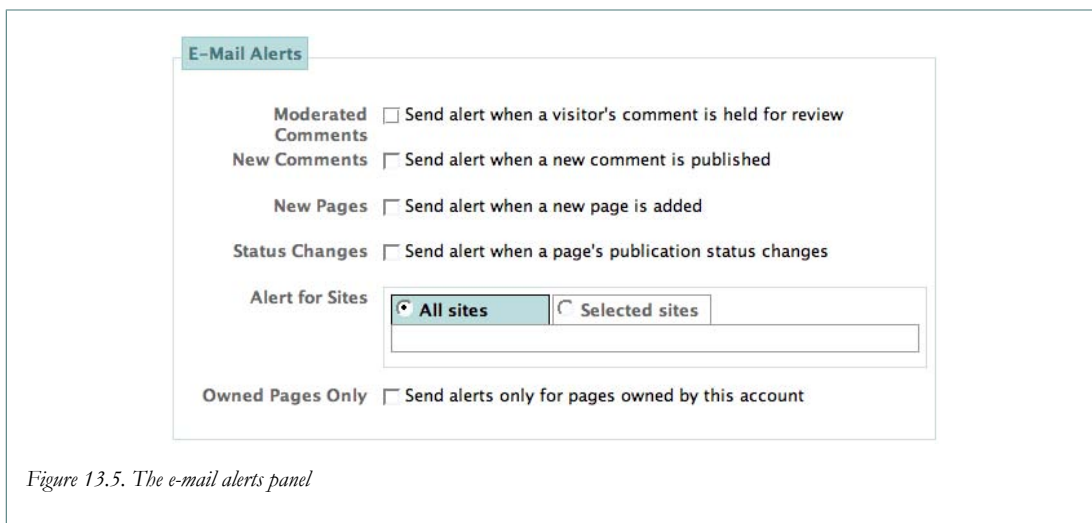 E-Mail Alerts
Moderated Comments Send alert when a visitor's comment is held for review
New Comments Send alert when a new comment is published
New Pages Send alert when a new page is added
Status Changes Send alert when a page's publication status changes
Alert for Sites All sites Selected sites
Owned Pages Only Send alerts only for pages owned by this account
Figure 13.5. The e-mail alerts panel